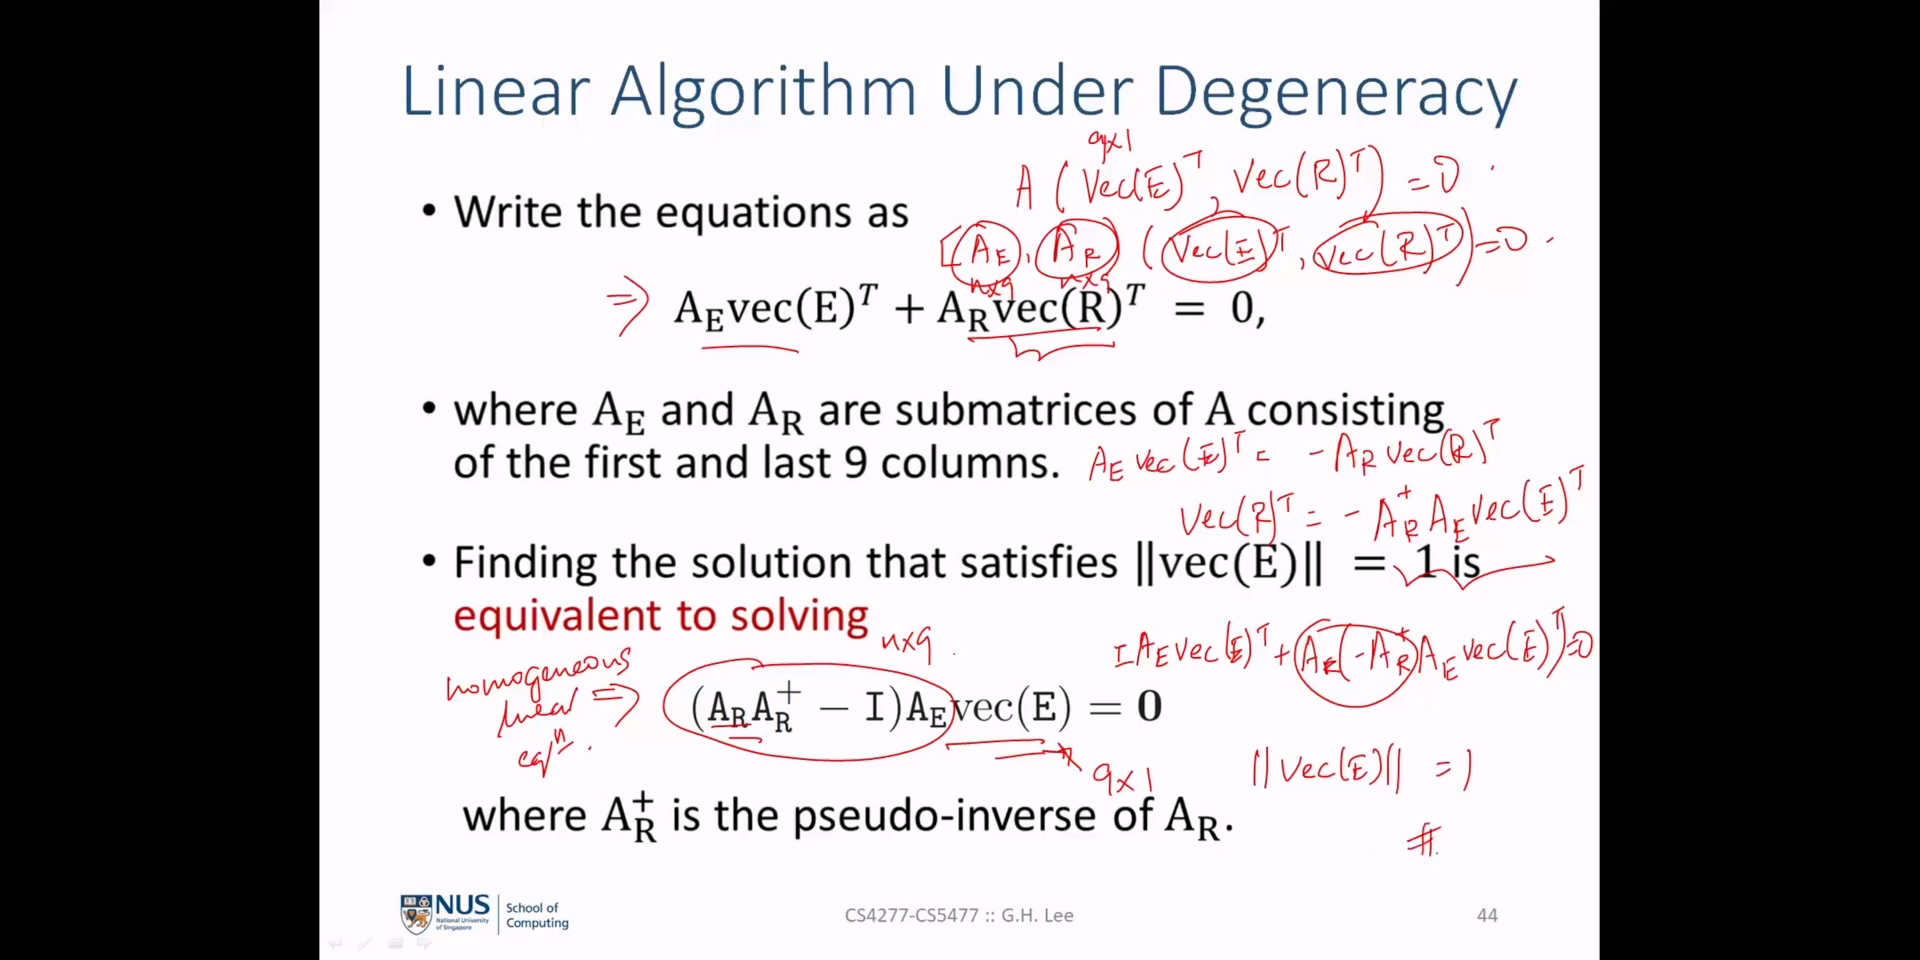 Linear Algorithm Under Degeneracy
9x1
A ( Vec(E)ᵀ, Vec(R)ᵀ) = 0
• Write the equations as
[A_E, A_R] (Vec(E)ᵀ, Vec(R)ᵀ) = 0
nx9 nx9
⇒ A_E vec(E)ᵀ + A_R vec(R)ᵀ = 0,
• where A_E and A_R are submatrices of A consisting
of the first and last 9 columns.
A_E vec(E)ᵀ = -A_R vec(R)ᵀ
Vec(R)ᵀ = - A_R⁺ A_E vec(E)ᵀ
• Finding the solution that satisfies ‖vec(E)‖ = 1 is
equivalent to solving
nx9
I A_E vec(E)ᵀ + A_R(-A_R⁺)A_E vec(E)ᵀ = 0
homogeneous
linear ⇒
eqⁿ.
(A_R A_R⁺ − I)A_E vec(E) = 0
9x1
||Vec(E)|| = 1
where A_R⁺ is the pseudo-inverse of A_R.
#
NUS
National University
of Singapore
School of
Computing
CS4277-CS5477 :: G.H. Lee
44